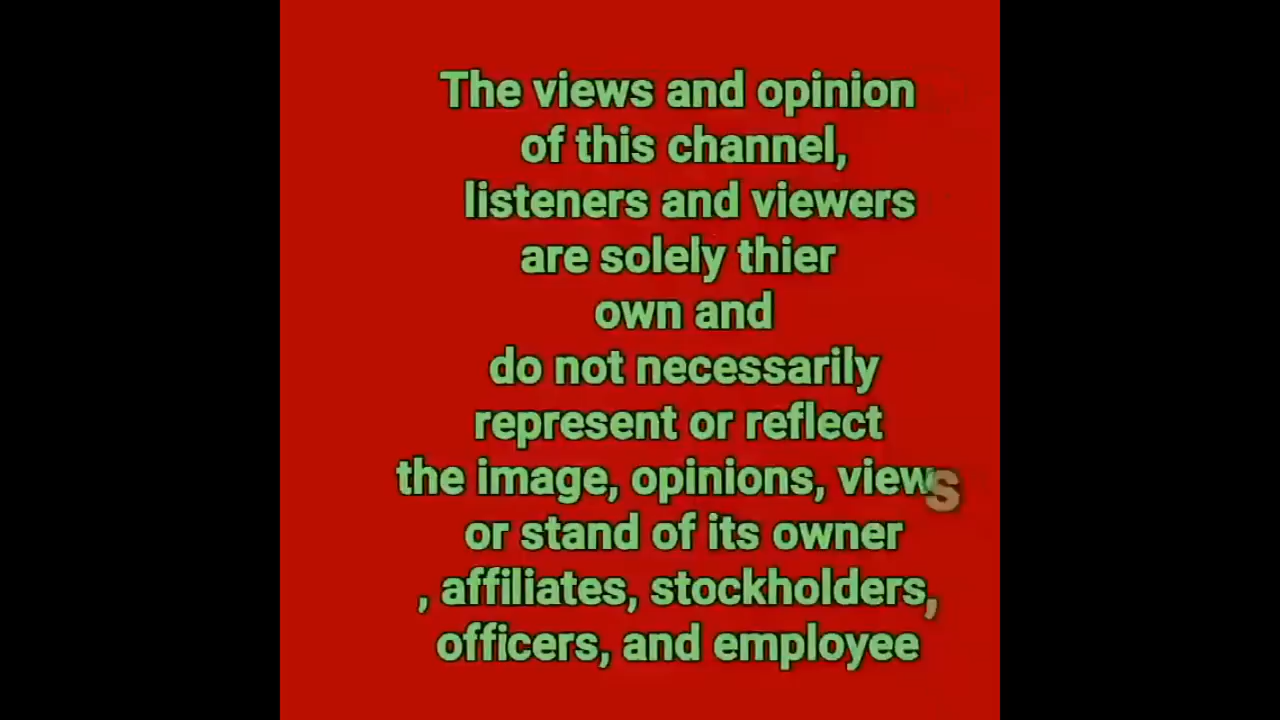 The views and opinion
of this channel,
listeners and viewers
are solely thier
own and
do not necessarily
represent or reflect
the image, opinions, views
or stand of its owner
, affiliates, stockholders,
officers, and employee